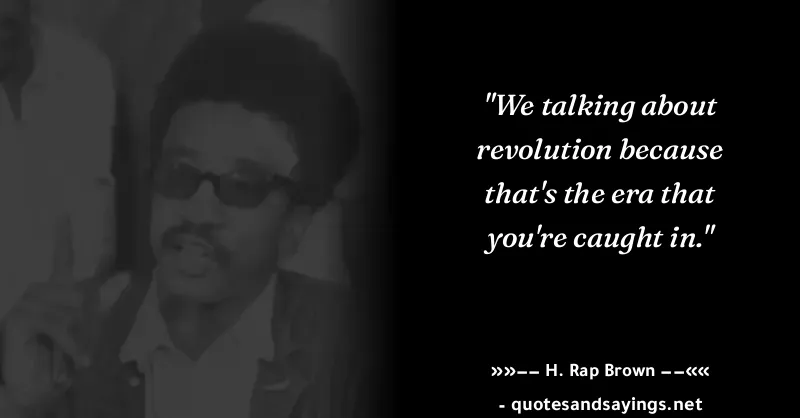 "We talking about
revolution because
that's the era that
you're caught in."
»»–– H. Rap Brown ––««
- quotesandsayings.net